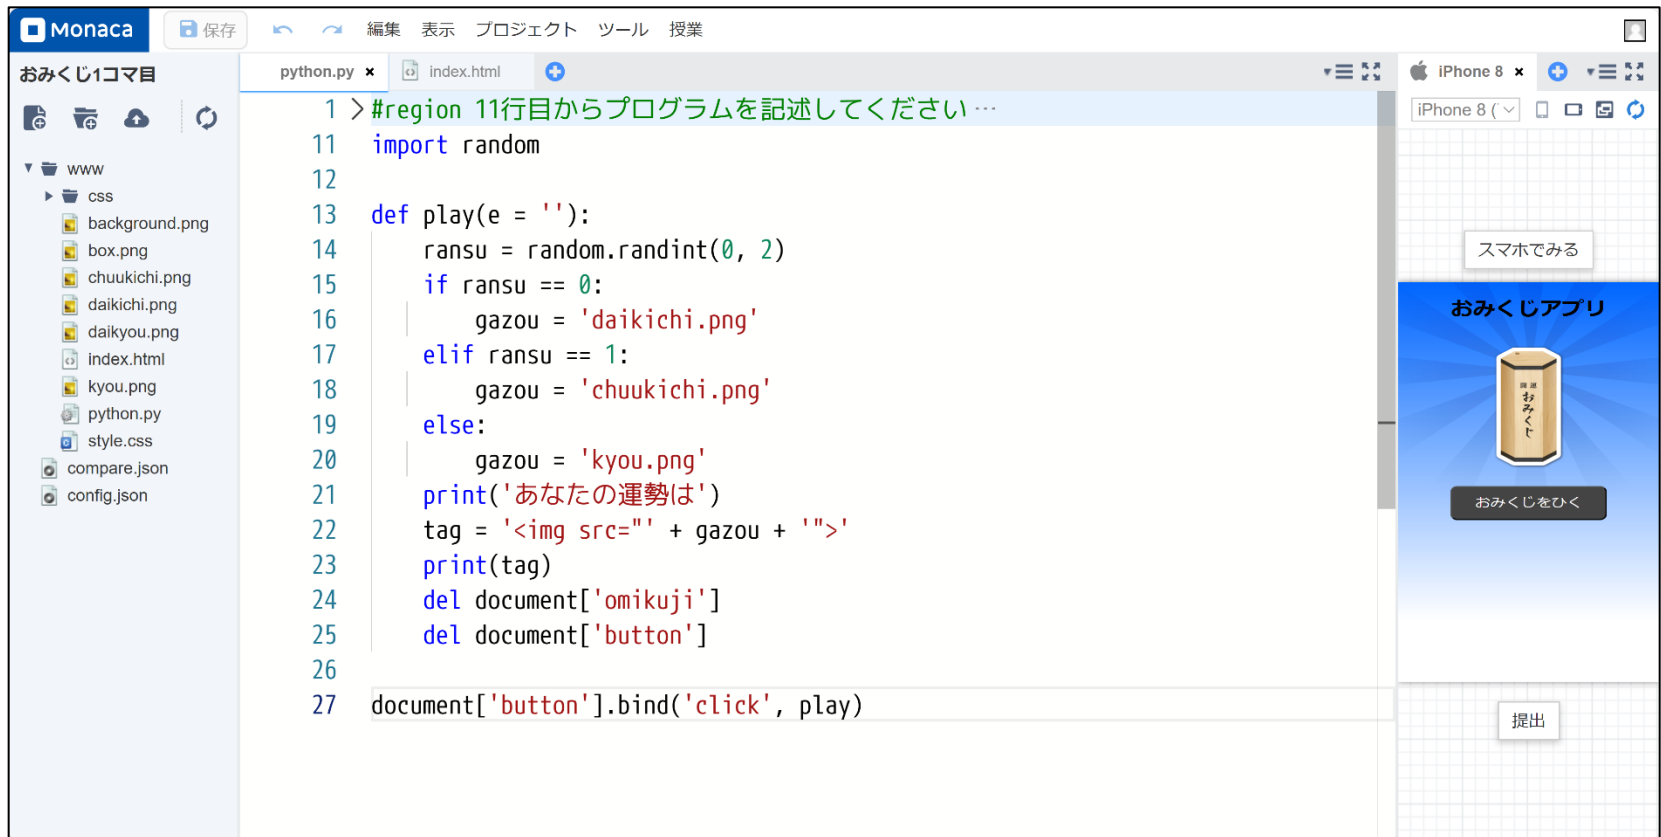 Monaca 保存 編集 表示 プロジェクト ツール 授業
おみくじ1コマ目
python.py × index.html
iPhone 8 ×
iPhone 8 (
www
css
background.png
box.png
chuukichi.png
daikichi.png
daikyou.png
index.html
kyou.png
python.py
style.css
compare.json
config.json
1 #region 11行目からプログラムを記述してください …
11 import random
12
13 def play(e = ''):
14 ransu = random.randint(0, 2)
15 if ransu == 0:
16 gazou = 'daikichi.png'
17 elif ransu == 1:
18 gazou = 'chuukichi.png'
19 else:
20 gazou = 'kyou.png'
21 print('あなたの運勢は')
22 tag = '<img src="' + gazou + '">'
23 print(tag)
24 del document['omikuji']
25 del document['button']
26
27 document['button'].bind('click', play)
スマホでみる
おみくじアプリ
開運
おみくじ
おみくじをひく
提出